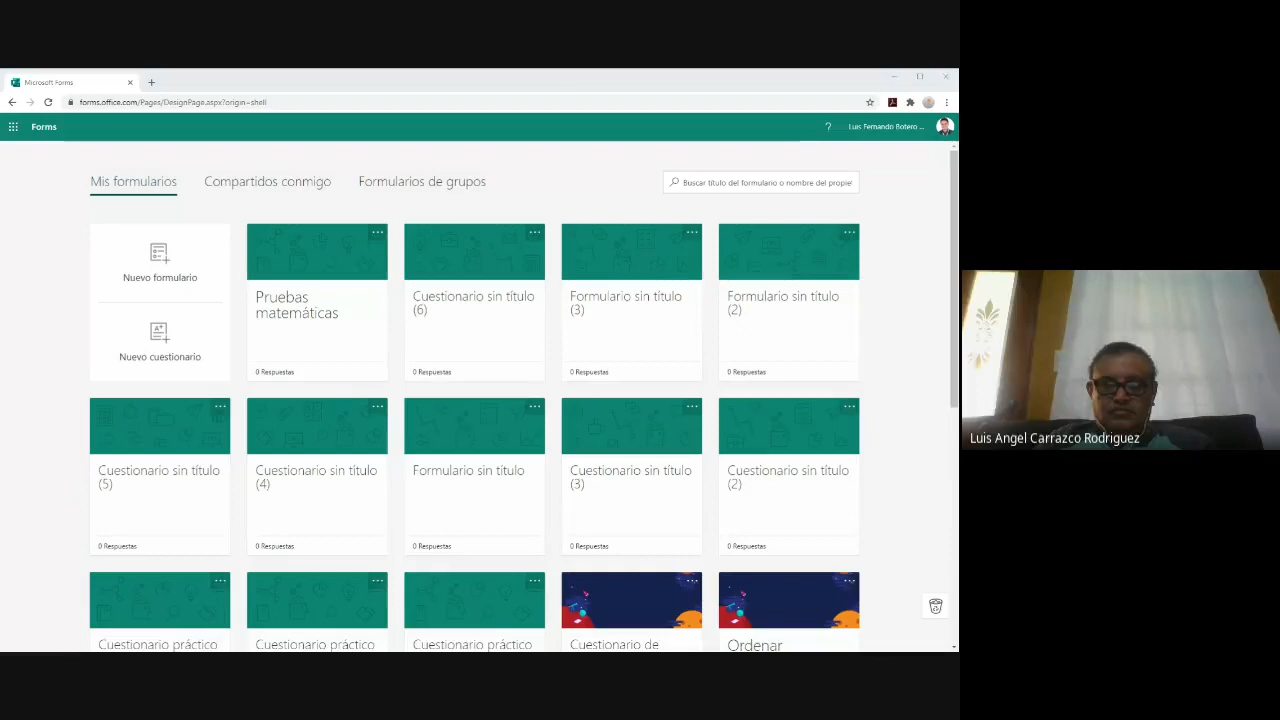 Microsoft Forms
forms.office.com/Pages/DesignPage.aspx?origin=shell
Forms
?
Luis Fernando Botero ...
Mis formularios
Compartidos conmigo
Formularios de grupos
Buscar título del formulario o nombre del propiet
Nuevo formulario
Nuevo cuestionario
Pruebas
matemáticas
0 Respuestas
Cuestionario sin título
(6)
0 Respuestas
Formulario sin título
(3)
0 Respuestas
Formulario sin título
(2)
0 Respuestas
Cuestionario sin título
(5)
0 Respuestas
Cuestionario sin título
(4)
0 Respuestas
Formulario sin título
0 Respuestas
Cuestionario sin título
(3)
0 Respuestas
Cuestionario sin título
(2)
0 Respuestas
Cuestionario práctico
Cuestionario práctico
Cuestionario práctico
Cuestionario de
Ordenar
Luis Angel Carrazco Rodriguez